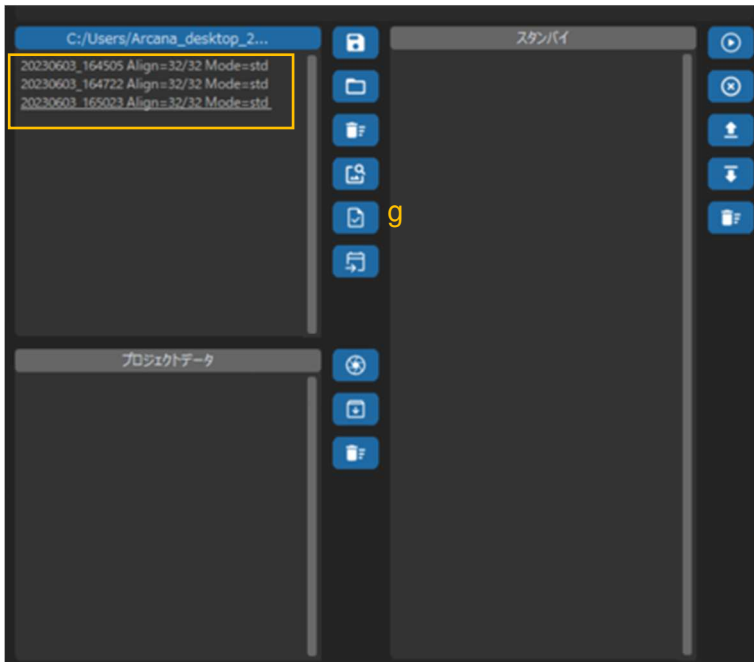 C:/Users/Arcana_desktop_2...
20230603_164505 Align=32/32 Mode=std
20230603_164722 Align=32/32 Mode=std
20230603_165023 Align=32/32 Mode=std
スタンバイ
g
プロジェクトデータ